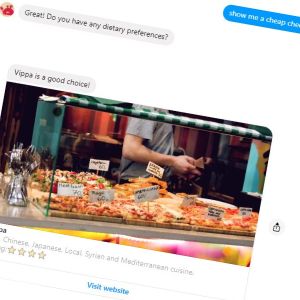 show me a cheap chee
Great! Do you have any dietary preferences?
Vippa is a good choice!
pa
Chinese, Japanese, Local, Syrian and Mediterranean cuisine.
g:
Visit website